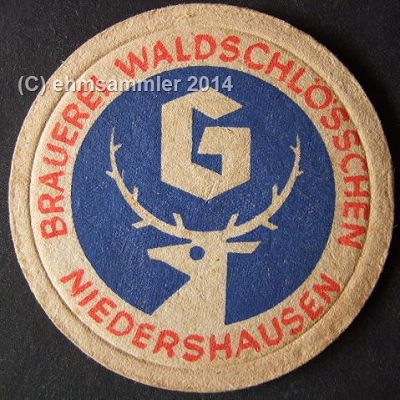 BRAUEREI WALDSCHLÖSSCHEN
(C) ehmsammler 2014
G
NIEDERSHAUSEN